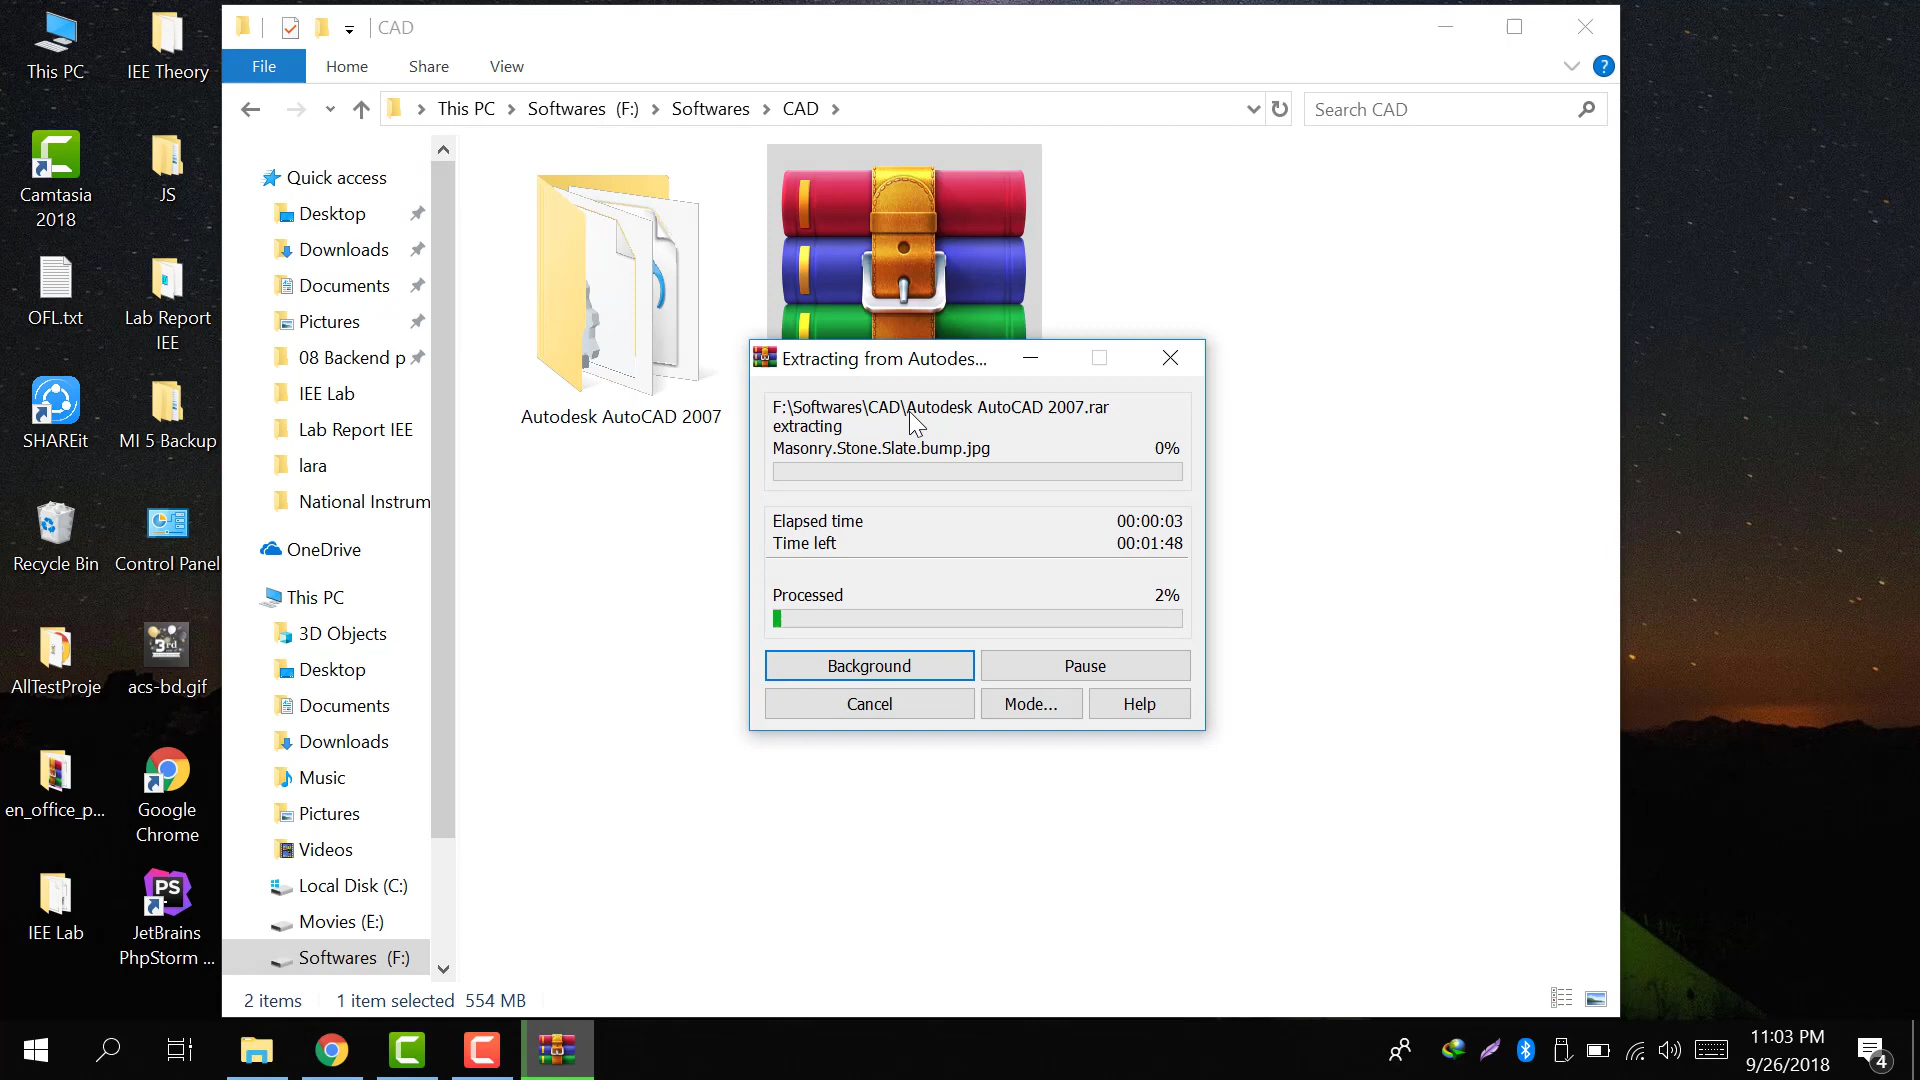 This PC
IEE Theory
Camtasia
2018
JS
OFL.txt
Lab Report
IEE
SHAREit
MI 5 Backup
Recycle Bin
Control Panel
AllTestProje
acs-bd.gif
en_office_p...
Google
Chrome
IEE Lab
JetBrains
PhpStorm ...
CAD
File
Home
Share
View
This PC
Softwares (F:)
Softwares
CAD
Search CAD
Quick access
Desktop
Downloads
Documents
Pictures
08 Backend p
IEE Lab
Lab Report IEE
lara
National Instrum
OneDrive
This PC
3D Objects
Desktop
Documents
Downloads
Music
Pictures
Videos
Local Disk (C:)
Movies (E:)
Softwares (F:)
Autodesk AutoCAD 2007
Extracting from Autodes...
F:\Softwares\CAD\Autodesk AutoCAD 2007.rar
extracting
Masonry.Stone.Slate.bump.jpg 0%
Elapsed time 00:00:03
Time left 00:01:48
Processed 2%
Background
Pause
Cancel
Mode...
Help
2 items
1 item selected 554 MB
11:03 PM
9/26/2018
4